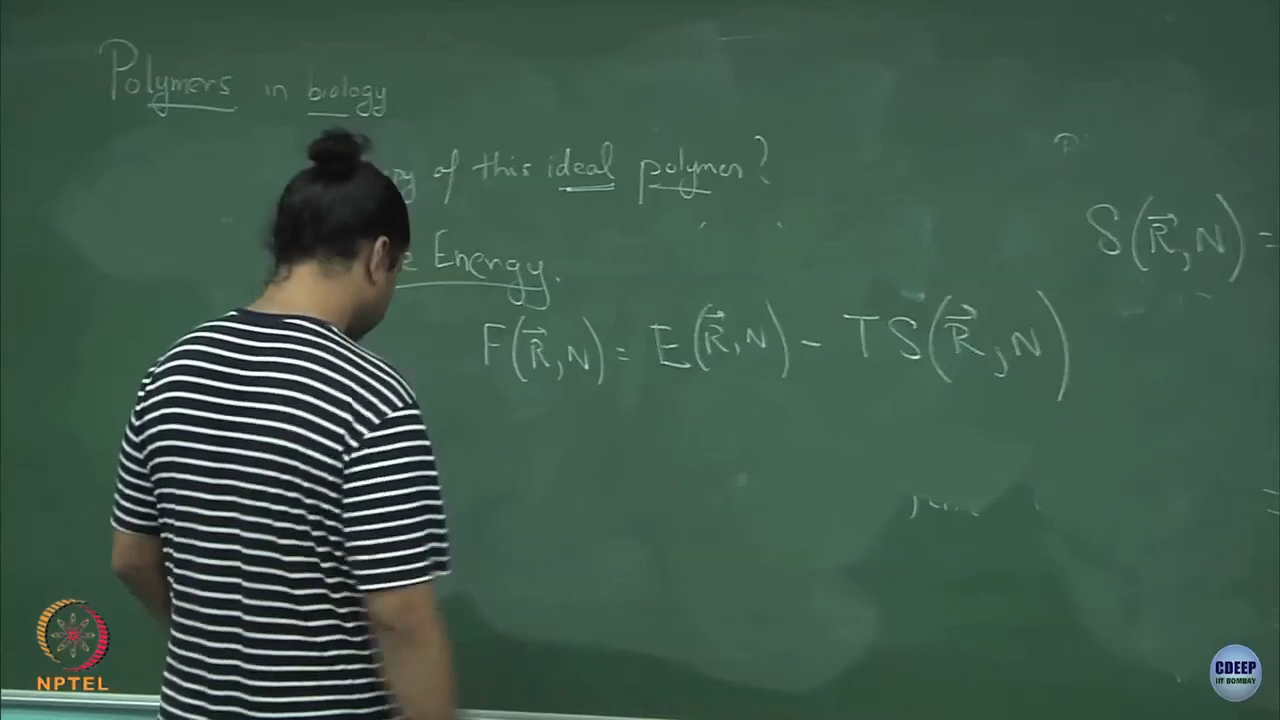 Polymers in biology
of this ideal polymer?
Energy.
F(R⃗, N) = E(R⃗, N) - TS(R⃗, N)
S(R⃗, N) =
NPTEL
CDEEP
IIT BOMBAY